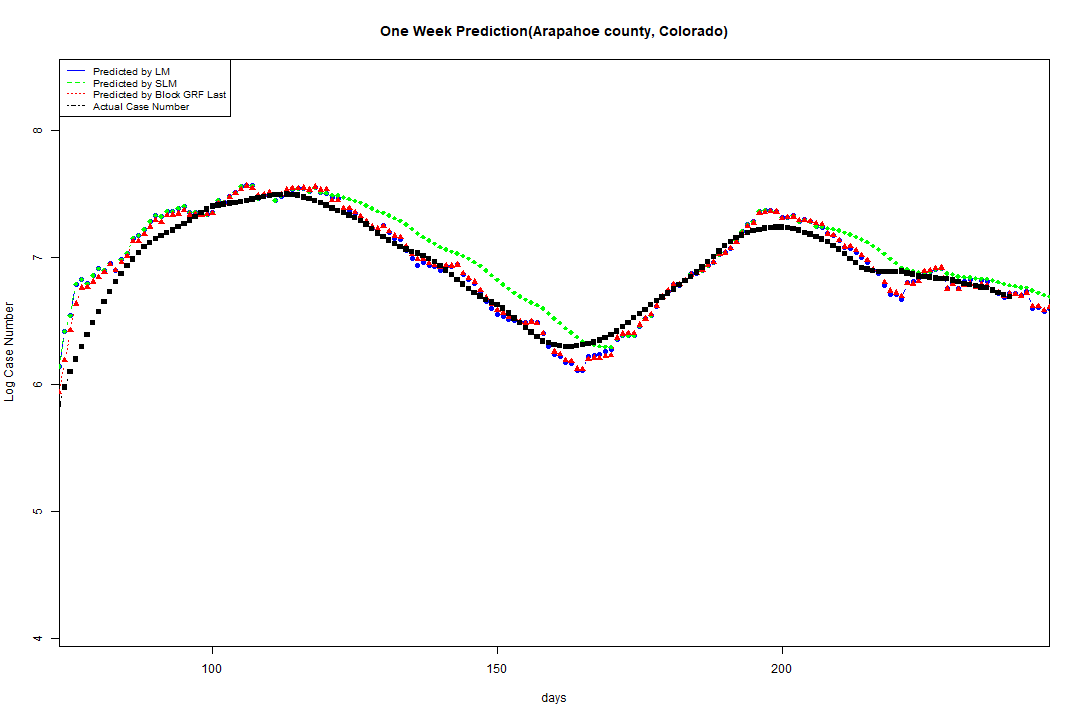 One Week Prediction(Arapahoe county, Colorado)
Predicted by LM
Predicted by SLM
Predicted by Block GRF Last
Actual Case Number
8
7
6
5
4
Log Case Number
100 150 200
days